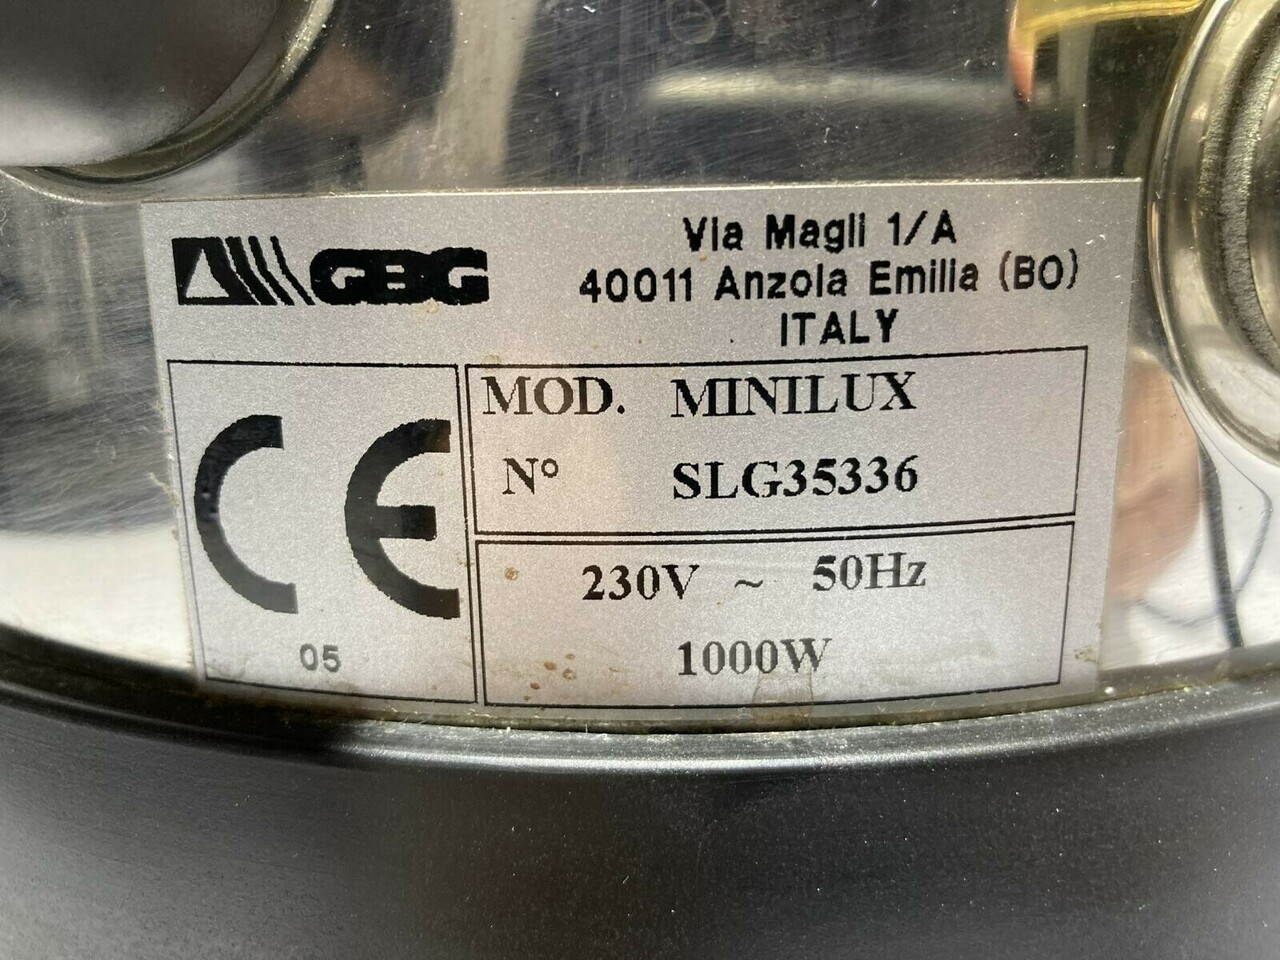 GBG
Via Magli 1/A
40011 Anzola Emilia (BO)
ITALY
CE
05
MOD. MINILUX
N° SLG35336
230V ~ 50Hz
1000W